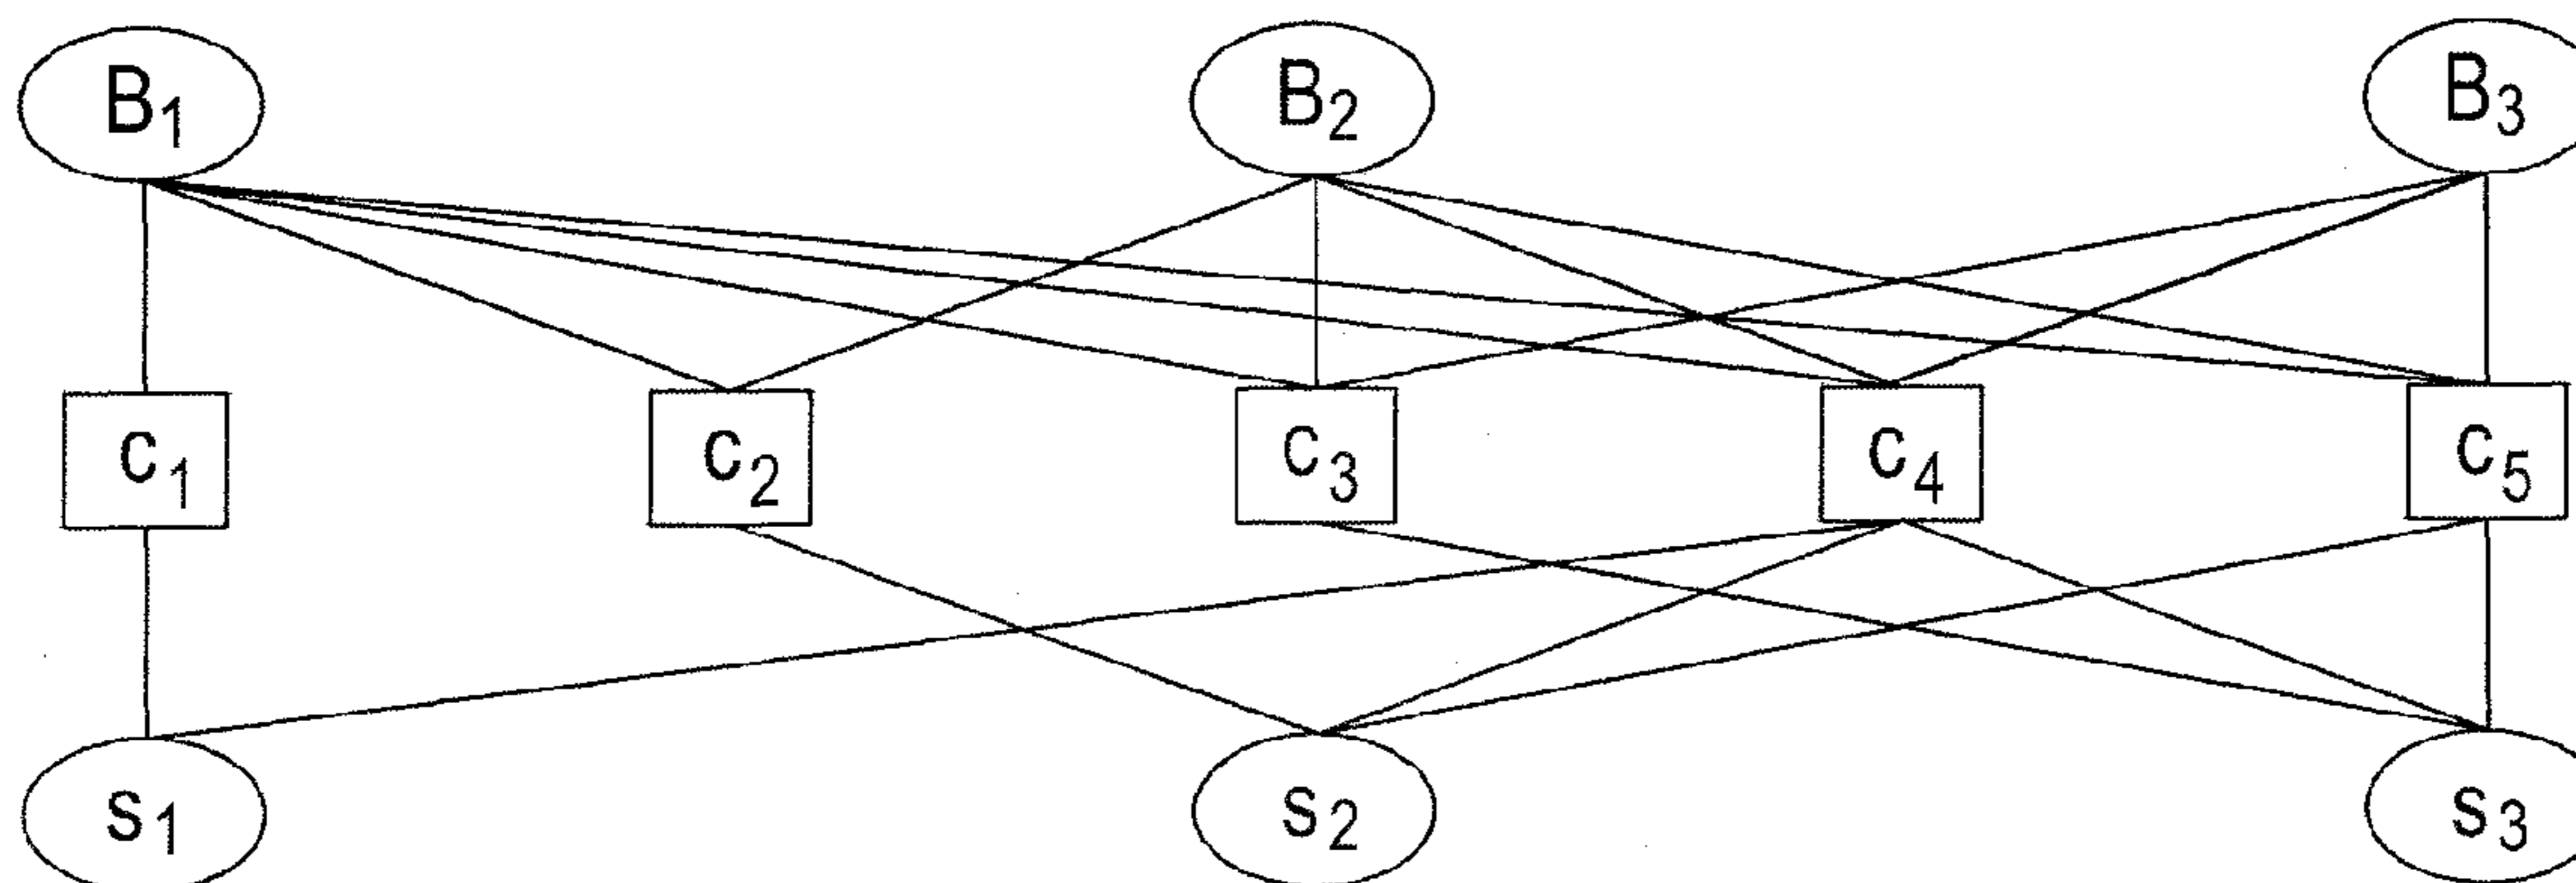 B₁ B₂ B₃
c₁ c₂ c₃ c₄ c₅
s₁ s₂ s₃